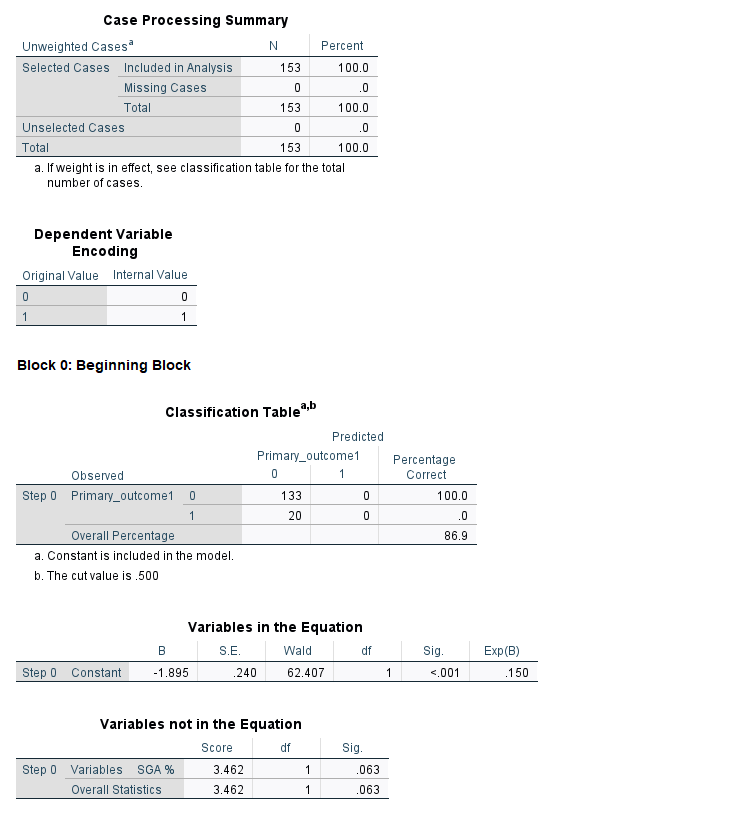 Case Processing Summary
Unweighted Casesa N Percent
Selected Cases Included in Analysis 153 100.0
Missing Cases 0 .0
Total 153 100.0
Unselected Cases 0 .0
Total 153 100.0
a. If weight is in effect, see classification table for the total
number of cases.
Dependent Variable
Encoding
Original Value Internal Value
0 0
1 1
Block 0: Beginning Block
Classification Tablea,b
Predicted
Primary_outcome1 Percentage
Observed 0 1 Correct
Step 0 Primary_outcome1 0 133 0 100.0
1 20 0 .0
Overall Percentage 86.9
a. Constant is included in the model.
b. The cut value is .500
Variables in the Equation
B S.E. Wald df Sig. Exp(B)
Step 0 Constant -1.895 .240 62.407 1 <.001 .150
Variables not in the Equation
Score df Sig.
Step 0 Variables SGA % 3.462 1 .063
Overall Statistics 3.462 1 .063